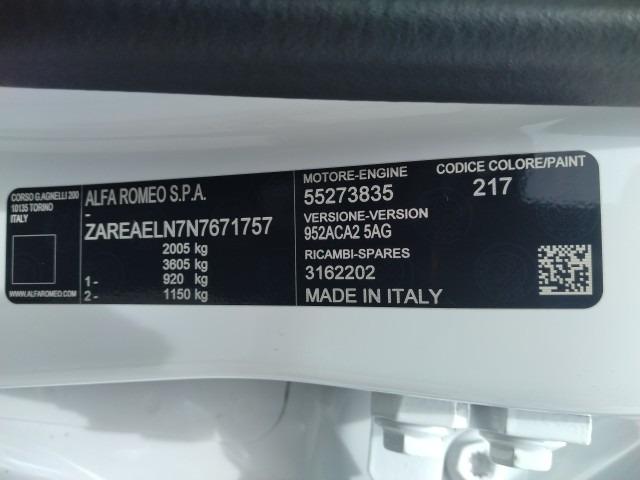 CORSO G.AGNELLI 200
10135 TORINO
ITALY
WWW.ALFAROMEO.COM
ALFA ROMEO S.P.A.
-
ZAREAELN7N7671757
2005 kg
3605 kg
1- 920 kg
2- 1150 kg
MOTORE-ENGINE
55273835
VERSIONE-VERSION
952ACA2 5AG
RICAMBI-SPARES
3162202
MADE IN ITALY
CODICE COLORE/PAINT
217